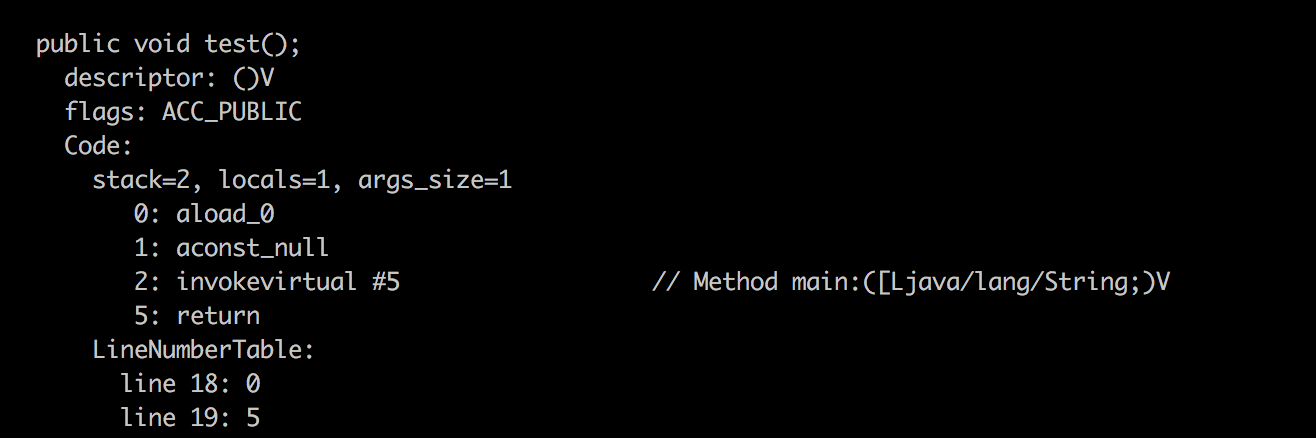 public void test();
descriptor: ()V
flags: ACC_PUBLIC
Code:
stack=2, locals=1, args_size=1
0: aload_0
1: aconst_null
2: invokevirtual #5 // Method main:([Ljava/lang/String;)V
5: return
LineNumberTable:
line 18: 0
line 19: 5